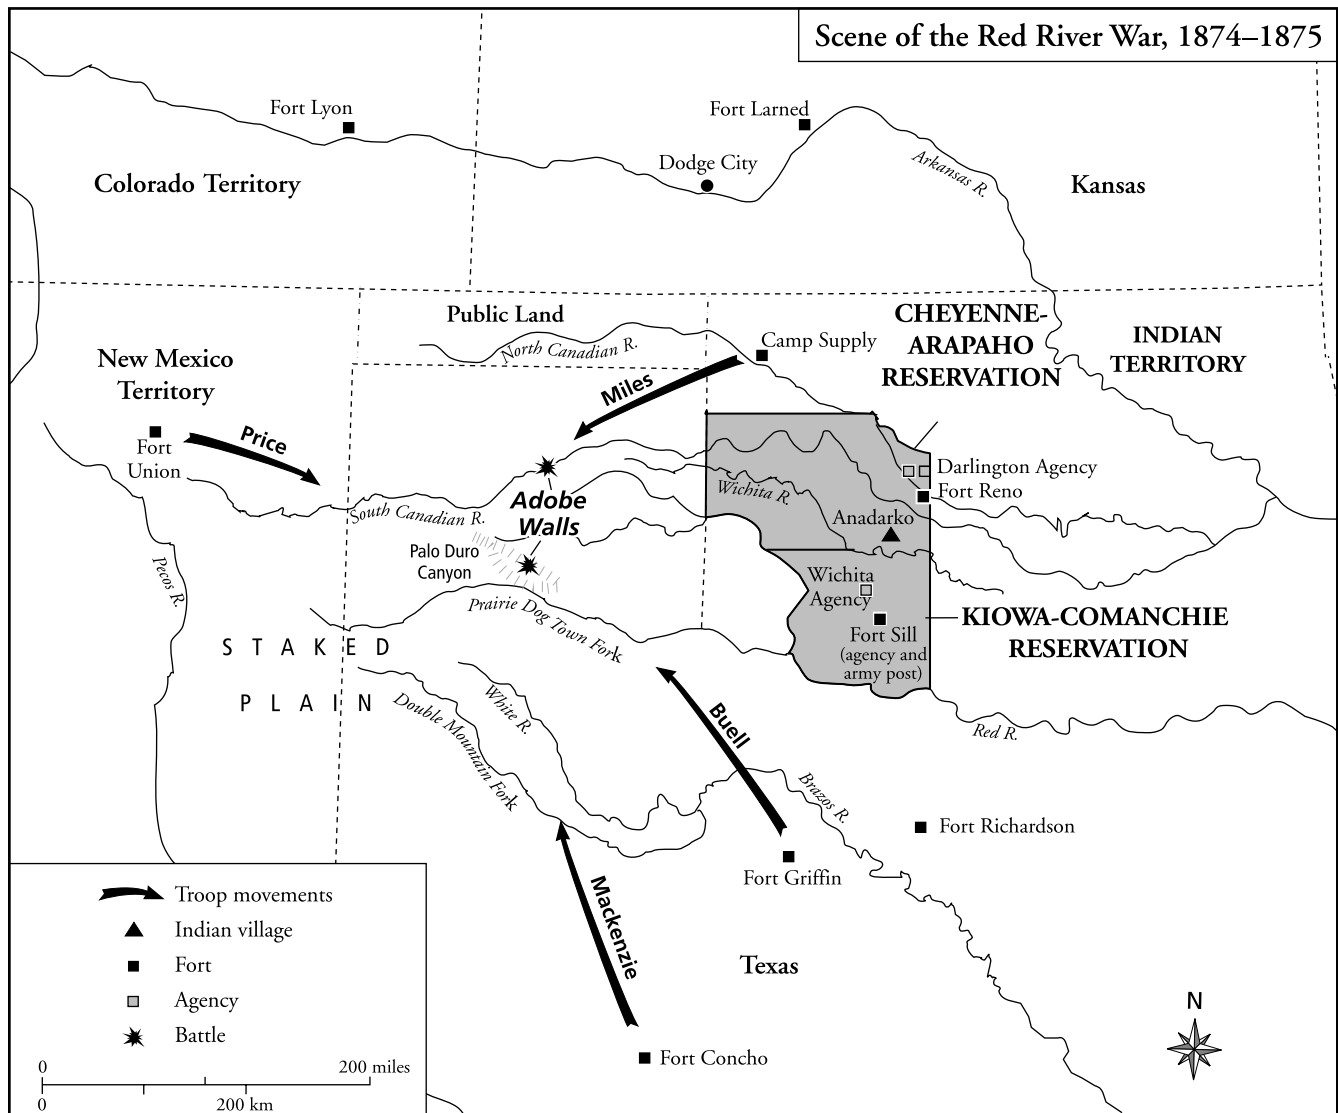 Scene of the Red River War, 1874–1875
Fort Lyon
Fort Larned
Dodge City
Arkansas R.
Colorado Territory
Kansas
Public Land
North Canadian R.
Camp Supply
CHEYENNE-
ARAPAHO
RESERVATION
INDIAN
TERRITORY
New Mexico
Territory
Miles
Fort
Union
Price
South Canadian R.
Adobe
Walls
Wichita R.
Darlington Agency
Fort Reno
Anadarko
Palo Duro
Canyon
Pecos R.
Wichita
Agency
Prairie Dog Town Fork
KIOWA-COMANCHIE
RESERVATION
Fort Sill
(agency and
army post)
STAKED
PLAIN
Double Mountain Fork
White R.
Buell
Red R.
Brazos R.
Fort Richardson
Fort Griffin
Mackenzie
Texas
Fort Concho
Troop movements
Indian village
Fort
Agency
Battle
0 200 miles
0 200 km
N